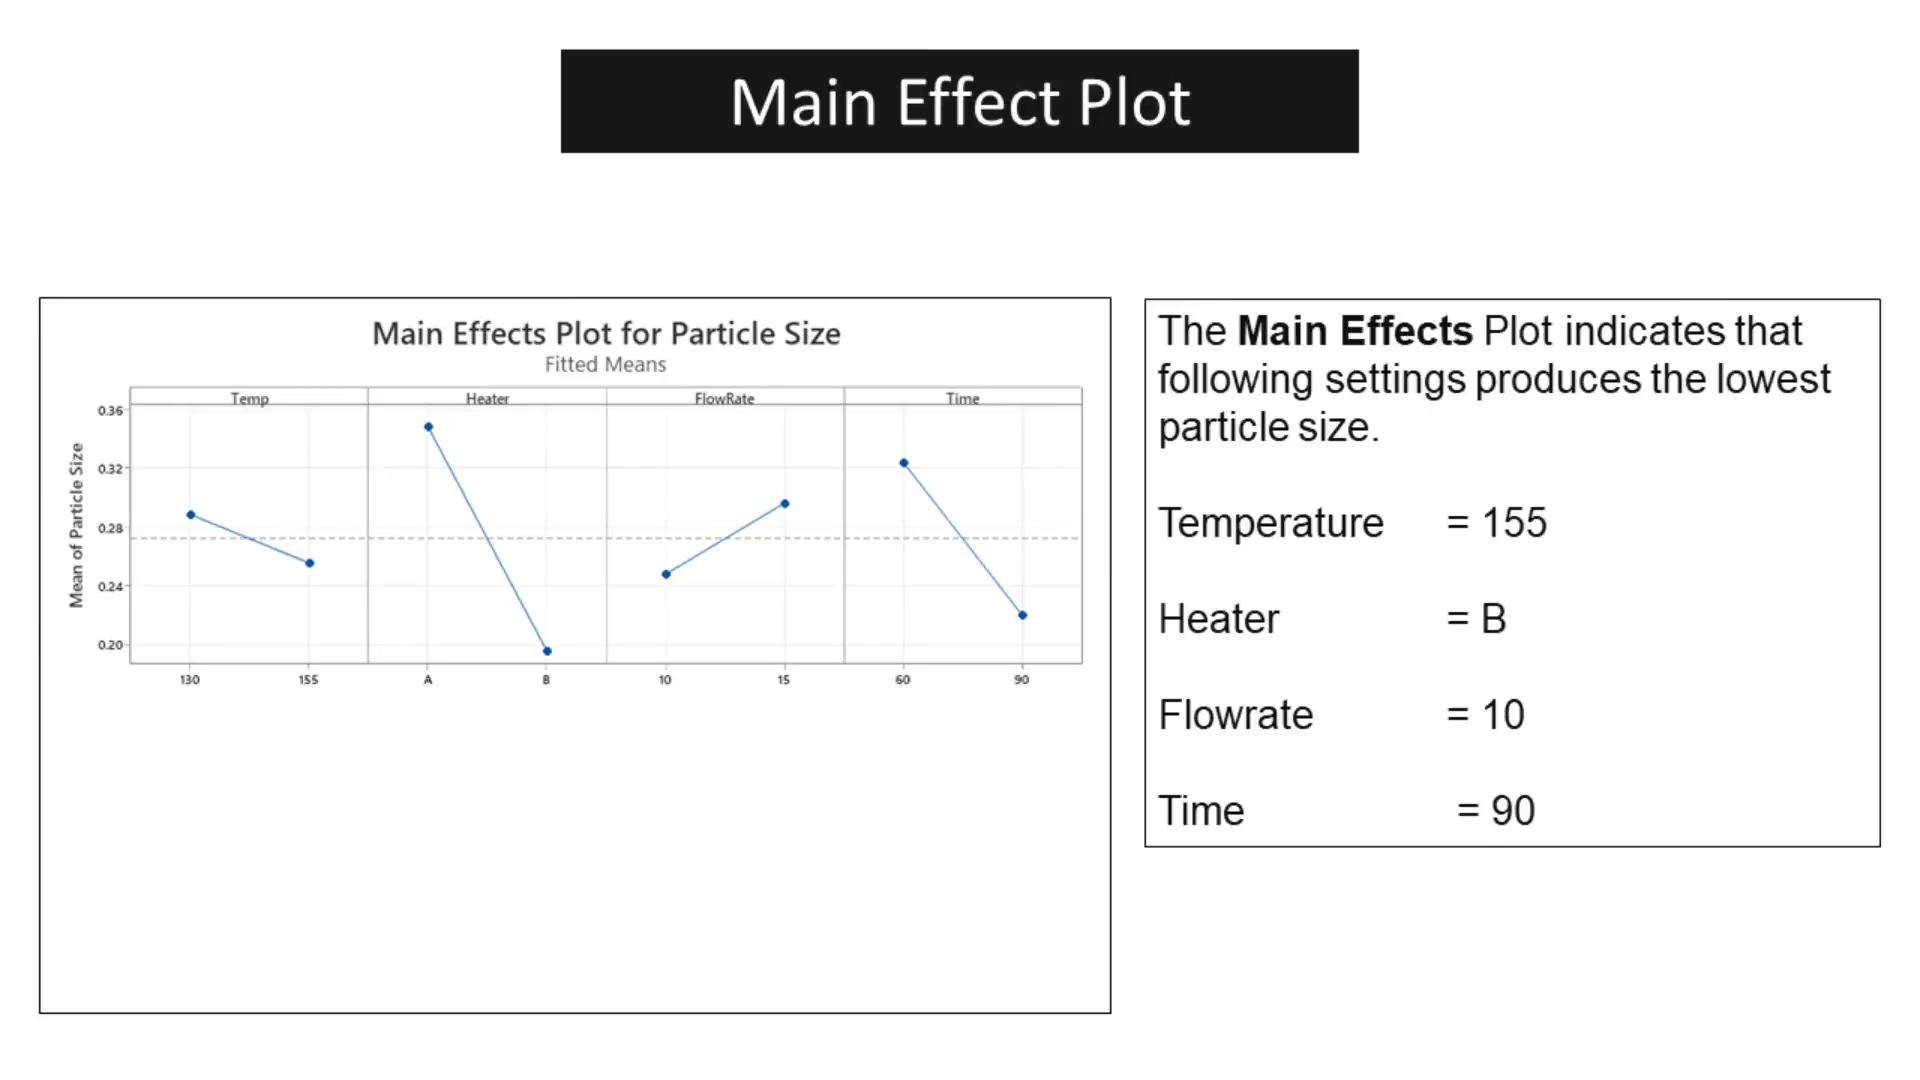 Main Effect Plot
Main Effects Plot for Particle Size
Fitted Means
Temp Heater FlowRate Time
Mean of Particle Size
0.36
0.32
0.28
0.24
0.20
130 155 A B 10 15 60 90
The Main Effects Plot indicates that
following settings produces the lowest
particle size.
Temperature = 155
Heater = B
Flowrate = 10
Time = 90